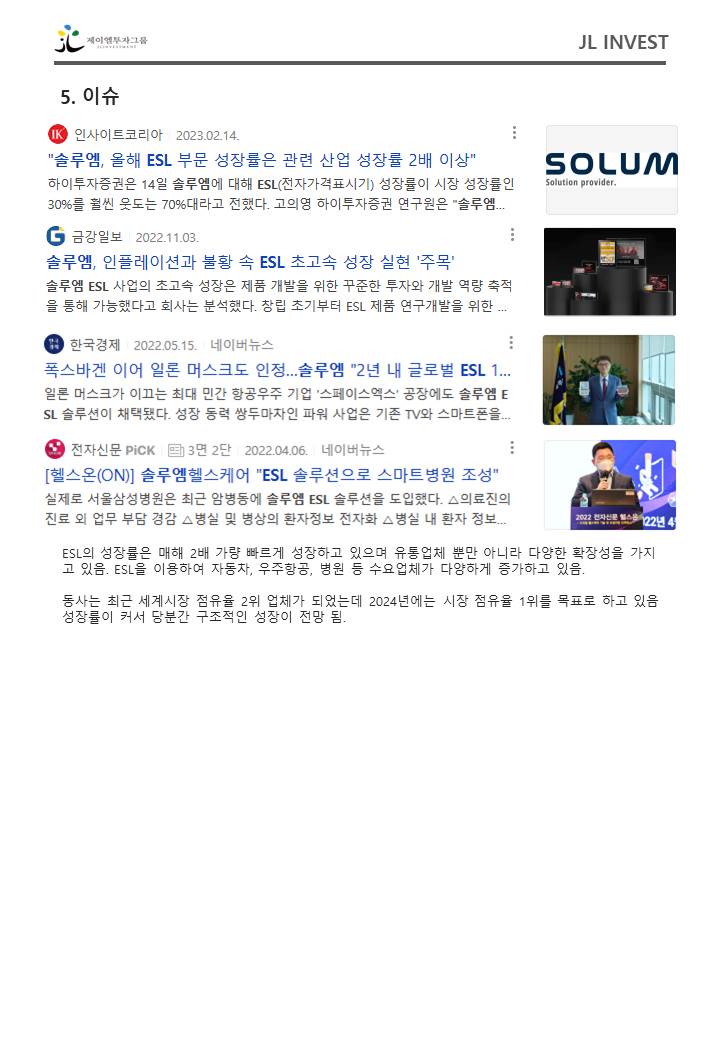 제이엘투자그룹
JL INVESTMENT
JL INVEST
5. 이슈
IK 인사이트코리아 2023.02.14.
"솔루엠, 올해 ESL 부문 성장률은 관련 산업 성장률 2배 이상"
하이투자증권은 14일 솔루엠에 대해 ESL(전자가격표시기) 성장률이 시장 성장률인
30%를 훨씬 웃도는 70%대라고 전했다. 고의영 하이투자증권 연구원은 "솔루엠...
SOLUM
Solution provider.
금강일보 2022.11.03.
솔루엠, 인플레이션과 불황 속 ESL 초고속 성장 실현 '주목'
솔루엠 ESL 사업의 초고속 성장은 제품 개발을 위한 꾸준한 투자와 개발 역량 축적
을 통해 가능했다고 회사는 분석했다. 창립 초기부터 ESL 제품 연구개발을 위한 ...
한국경제 한국경제 2022.05.15. 네이버뉴스
폭스바겐 이어 일론 머스크도 인정...솔루엠 "2년 내 글로벌 ESL 1...
일론 머스크가 이끄는 최대 민간 항공우주 기업 '스페이스엑스' 공장에도 솔루엠 E
SL 솔루션이 채택됐다. 성장 동력 쌍두마차인 파워 사업은 기존 TV와 스마트폰을...
전자신문 PiCK 3면 2단 2022.04.06. 네이버뉴스
[헬스온(ON)] 솔루엠헬스케어 "ESL 솔루션으로 스마트병원 조성"
실제로 서울삼성병원은 최근 암병동에 솔루엠 ESL 솔루션을 도입했다. △의료진의
진료 외 업무 부담 경감 △병실 및 병상의 환자정보 전자화 △병실 내 환자 정보...
2022 전자신문 헬스온
2022년 4월
ESL의 성장률은 매해 2배 가량 빠르게 성장하고 있으며 유통업체 뿐만 아니라 다양한 확장성을 가지
고 있음. ESL을 이용하여 자동자, 우주항공, 병원 등 수요업체가 다양하게 증가하고 있음.
동사는 최근 세계시장 점유율 2위 업체가 되었는데 2024년에는 시장 점유율 1위를 목표로 하고 있음
성장률이 커서 당분간 구조적인 성장이 전망 됨.